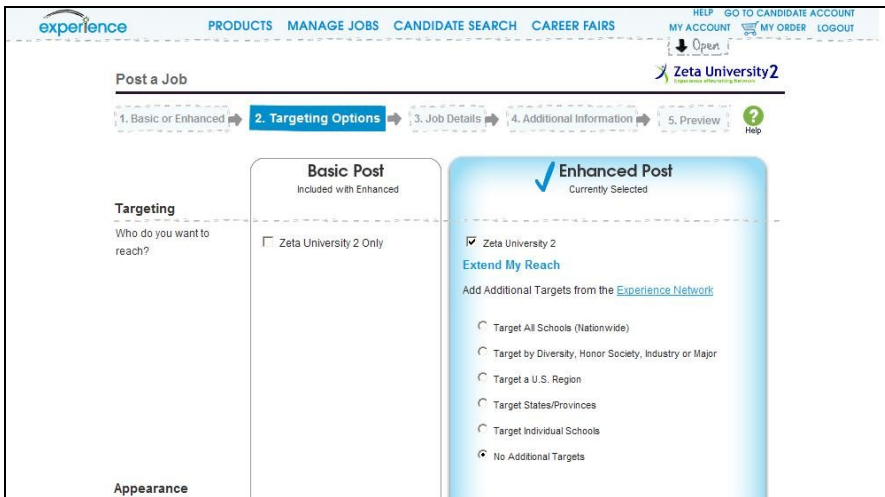 HELP GO TO CANDIDATE ACCOUNT
experience PRODUCTS MANAGE JOBS CANDIDATE SEARCH CAREER FAIRS MY ACCOUNT MY ORDER LOGOUT
Open
Post a Job Zeta University2
1. Basic or Enhanced 2. Targeting Options 3. Job Details 4. Additional Information 5. Preview Help
Basic Post Enhanced Post
Included with Enhanced Currently Selected
Targeting
Who do you want to reach?
Zeta University 2 Only Zeta University 2
Extend My Reach
Add Additional Targets from the Experience Network
Target All Schools (Nationwide)
Target by Diversity, Honor Society, Industry or Major
Target a U.S. Region
Target States/Provinces
Target Individual Schools
No Additional Targets
Appearance